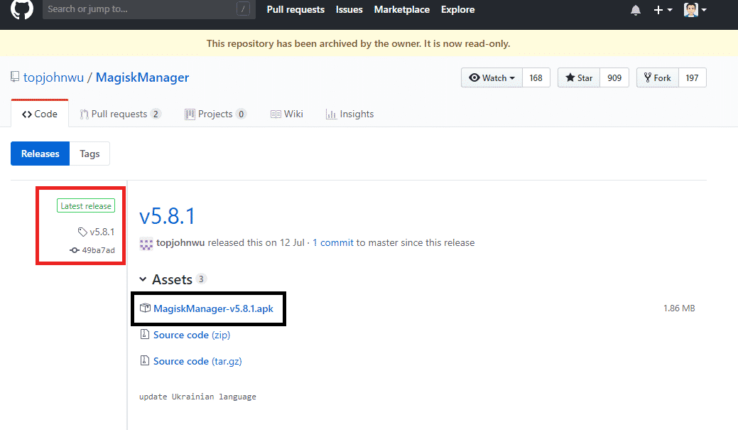 Search or jump to... /
Pull requests Issues Marketplace Explore
This repository has been archived by the owner. It is now read-only.
topjohnwu / MagiskManager
Watch 168 Star 909 Fork 197
Code Pull requests 2 Projects 0 Wiki Insights
Releases Tags
Latest release
v5.8.1
49ba7ad
v5.8.1
topjohnwu released this on 12 Jul · 1 commit to master since this release
Assets 3
MagiskManager-v5.8.1.apk 1.86 MB
Source code (zip)
Source code (tar.gz)
update Ukrainian language